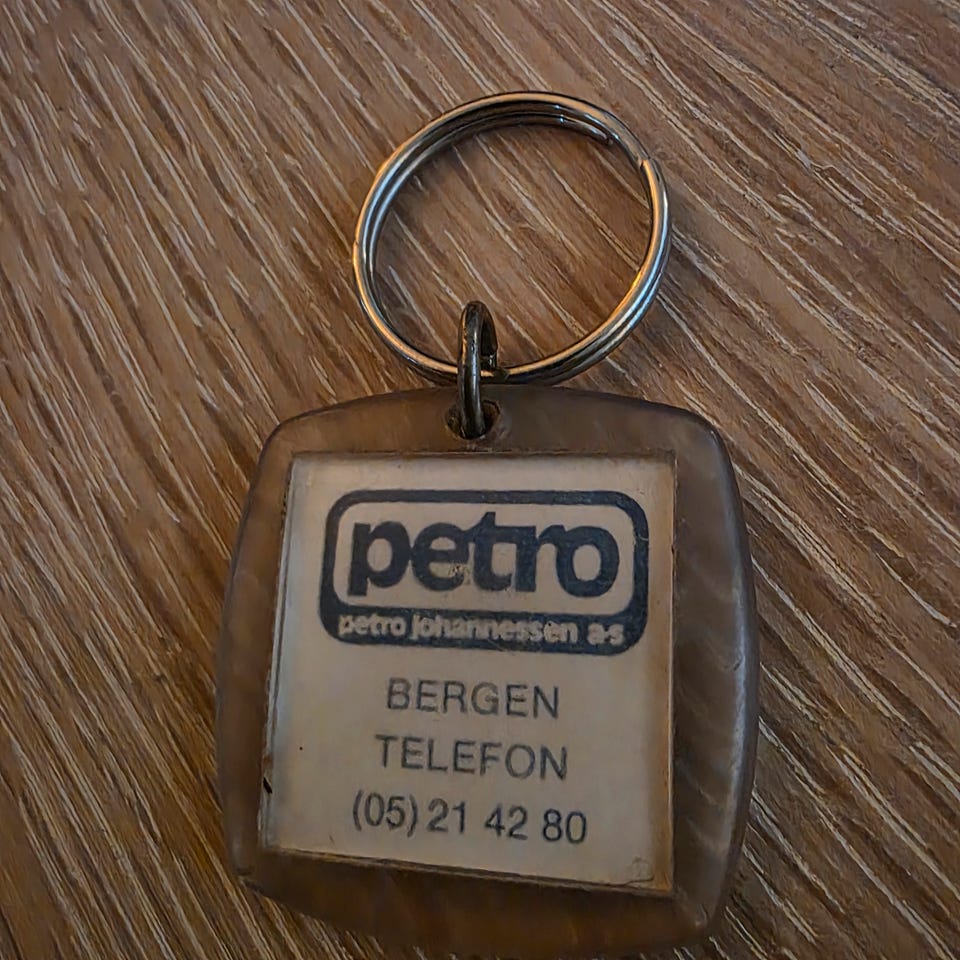 petro
petro johannessen a·s
BERGEN
TELEFON
(05) 21 42 80